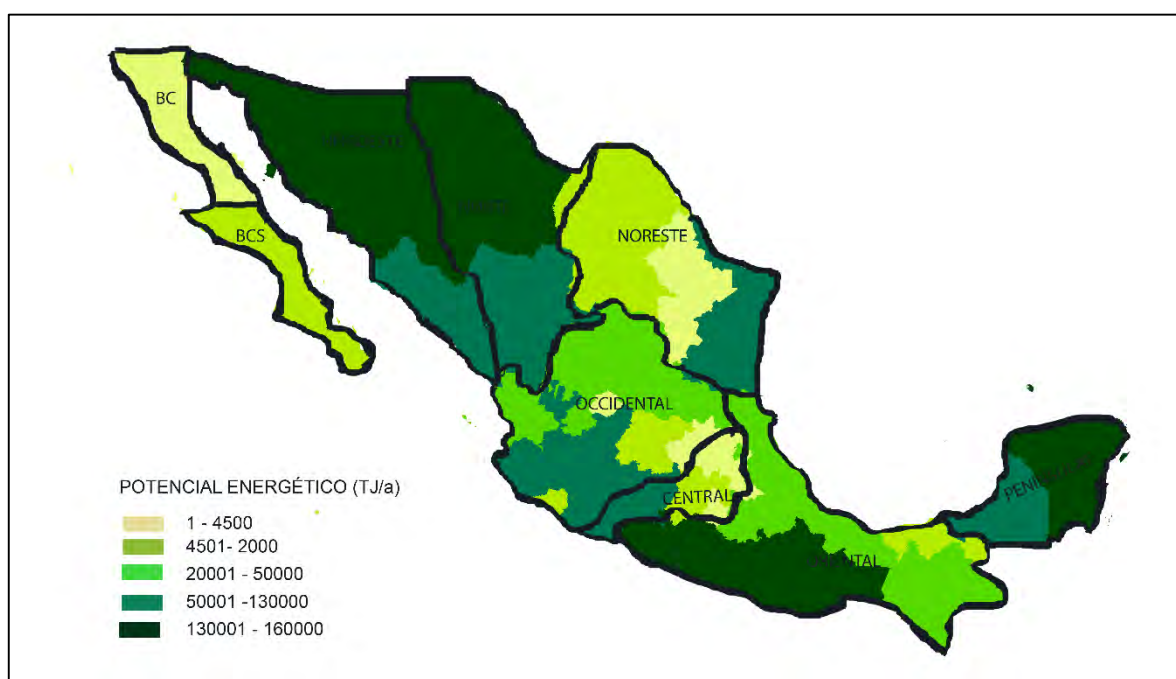 BC
BCS
NORESTE
OCCIDENTAL
CENTRAL
POTENCIAL ENERGÉTICO (TJ/a)
1 - 4500
4501- 2000
20001 - 50000
50001 -130000
130001 - 160000